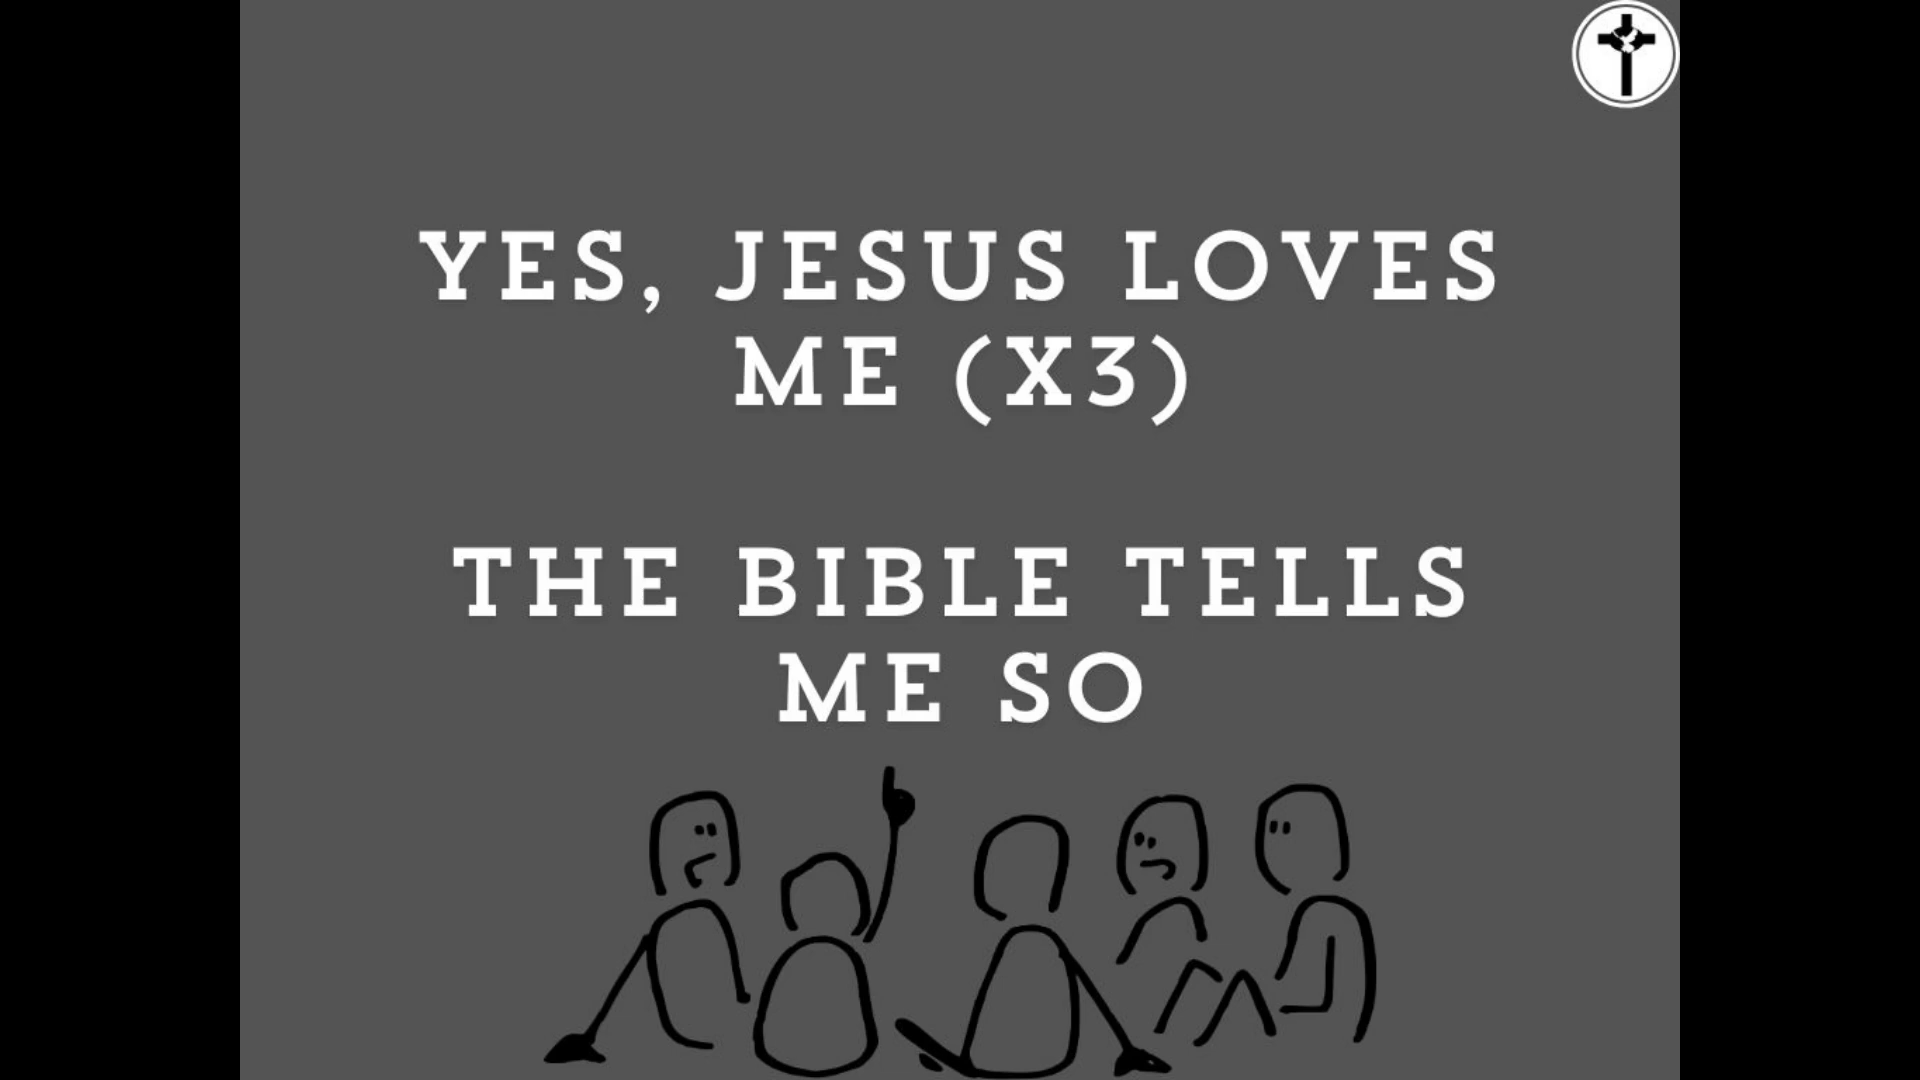 YES, JESUS LOVES
ME (X3)
THE BIBLE TELLS
ME SO